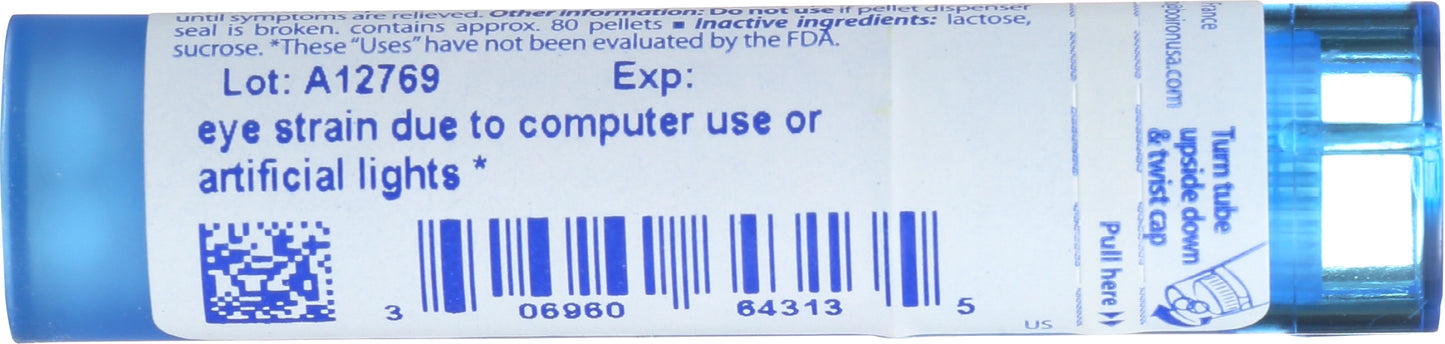 until symptoms are relieved. Other information: Do not use if pellet dispenser
seal is broken. contains approx. 80 pellets ■ Inactive ingredients: lactose,
sucrose. *These “Uses” have not been evaluated by the FDA.
Lot: A12769 Exp:
eye strain due to computer use or
artificial lights *
3 06960 64313 5
US
Pull here
Turn tube
upside down
& twist cap